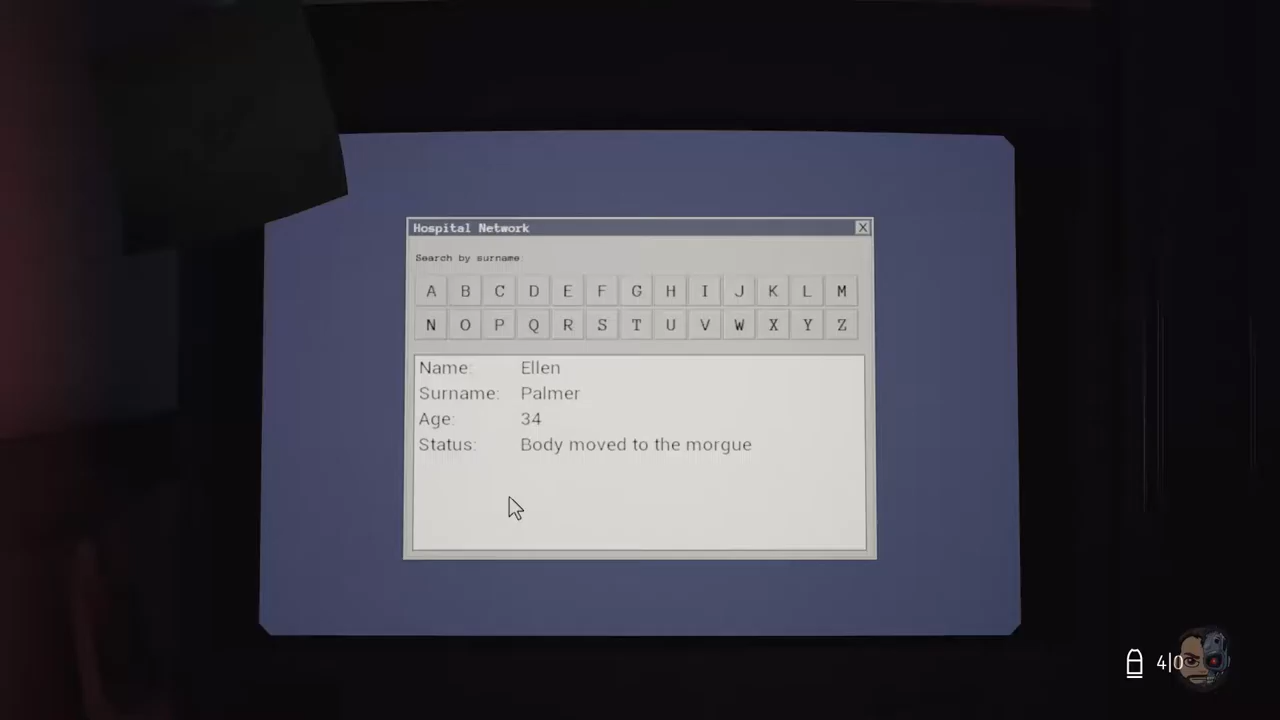 Hospital Network X
Search by surname:
A B C D E F G H I J K L M
N O P Q R S T U V W X Y Z
Name: Ellen
Surname: Palmer
Age: 34
Status: Body moved to the morgue
4|0